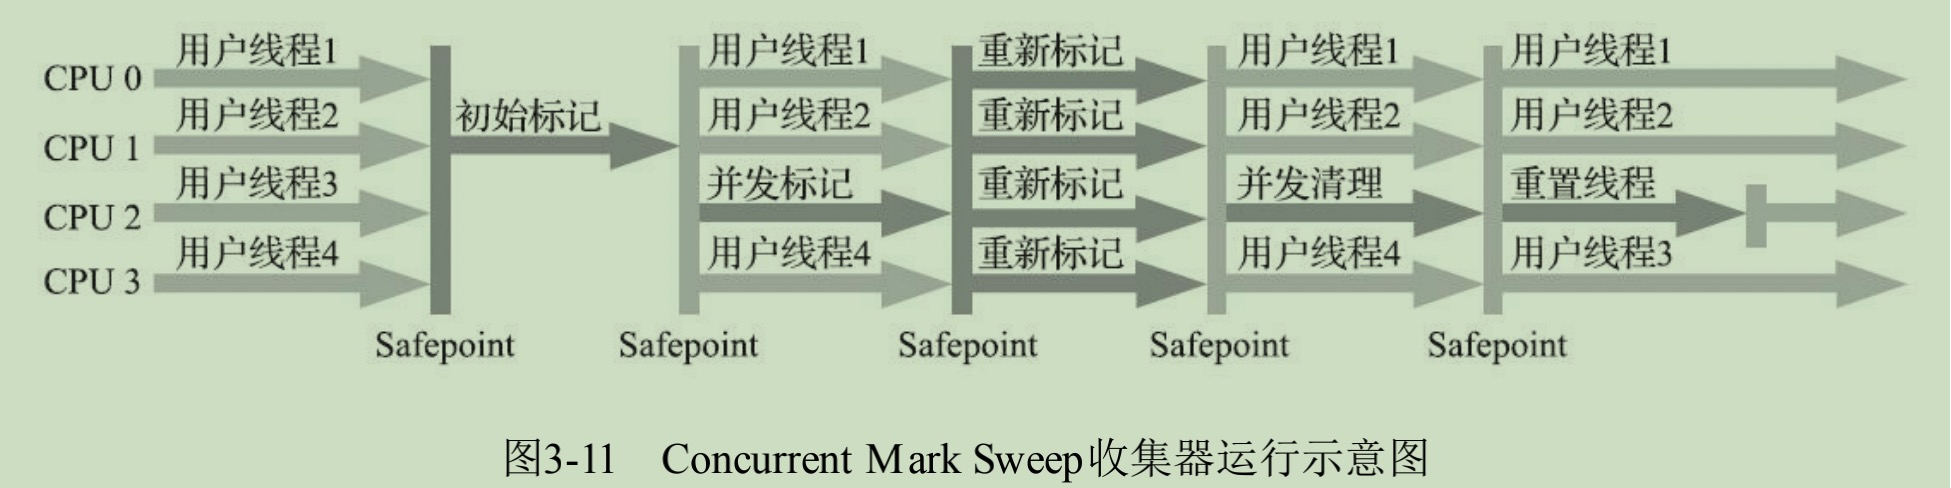 用户线程1 用户线程1 重新标记 用户线程1 用户线程1
CPU 0
用户线程2 初始标记 用户线程2 重新标记 用户线程2 用户线程2
CPU 1
用户线程3 并发标记 重新标记 并发清理 重置线程
CPU 2
用户线程4 用户线程4 重新标记 用户线程4 用户线程3
CPU 3
Safepoint Safepoint Safepoint Safepoint Safepoint
图3-11 Concurrent Mark Sweep收集器运行示意图